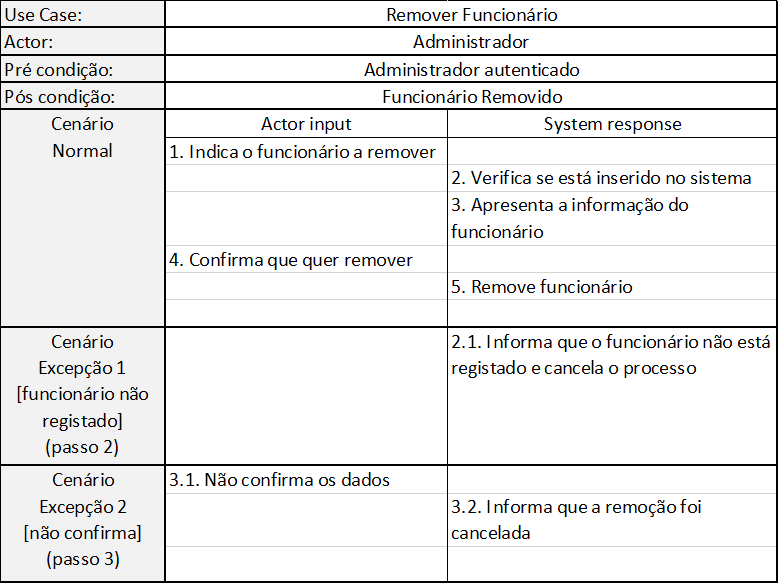 Use Case: Remover Funcionário
Actor: Administrador
Pré condição: Administrador autenticado
Pós condição: Funcionário Removido
Cenário Actor input System response
Normal 1. Indica o funcionário a remover
2. Verifica se está inserido no sistema
3. Apresenta a informação do
funcionário
4. Confirma que quer remover
5. Remove funcionário
Cenário
Excepção 1
[funcionário não
registado]
(passo 2)
2.1. Informa que o funcionário não está
registado e cancela o processo
Cenário
Excepção 2
[não confirma]
(passo 3)
3.1. Não confirma os dados
3.2. Informa que a remoção foi
cancelada